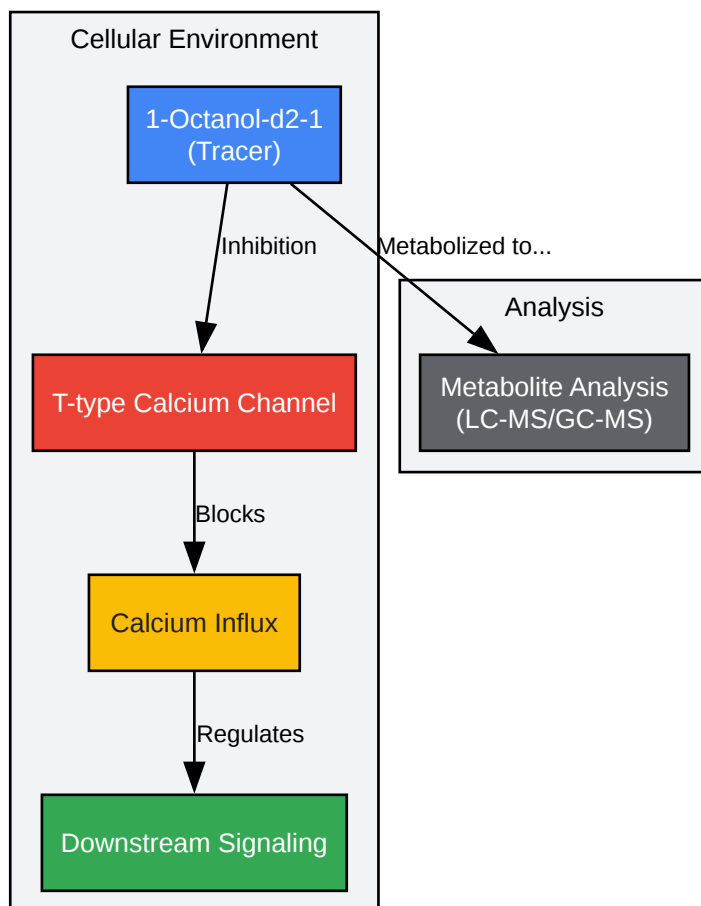 Cellular Environment
1-Octanol-d2-1
(Tracer)
Inhibition
Metabolized to...
Analysis
T-type Calcium Channel
Metabolite Analysis
(LC-MS/GC-MS)
Blocks
Calcium Influx
Regulates
Downstream Signaling